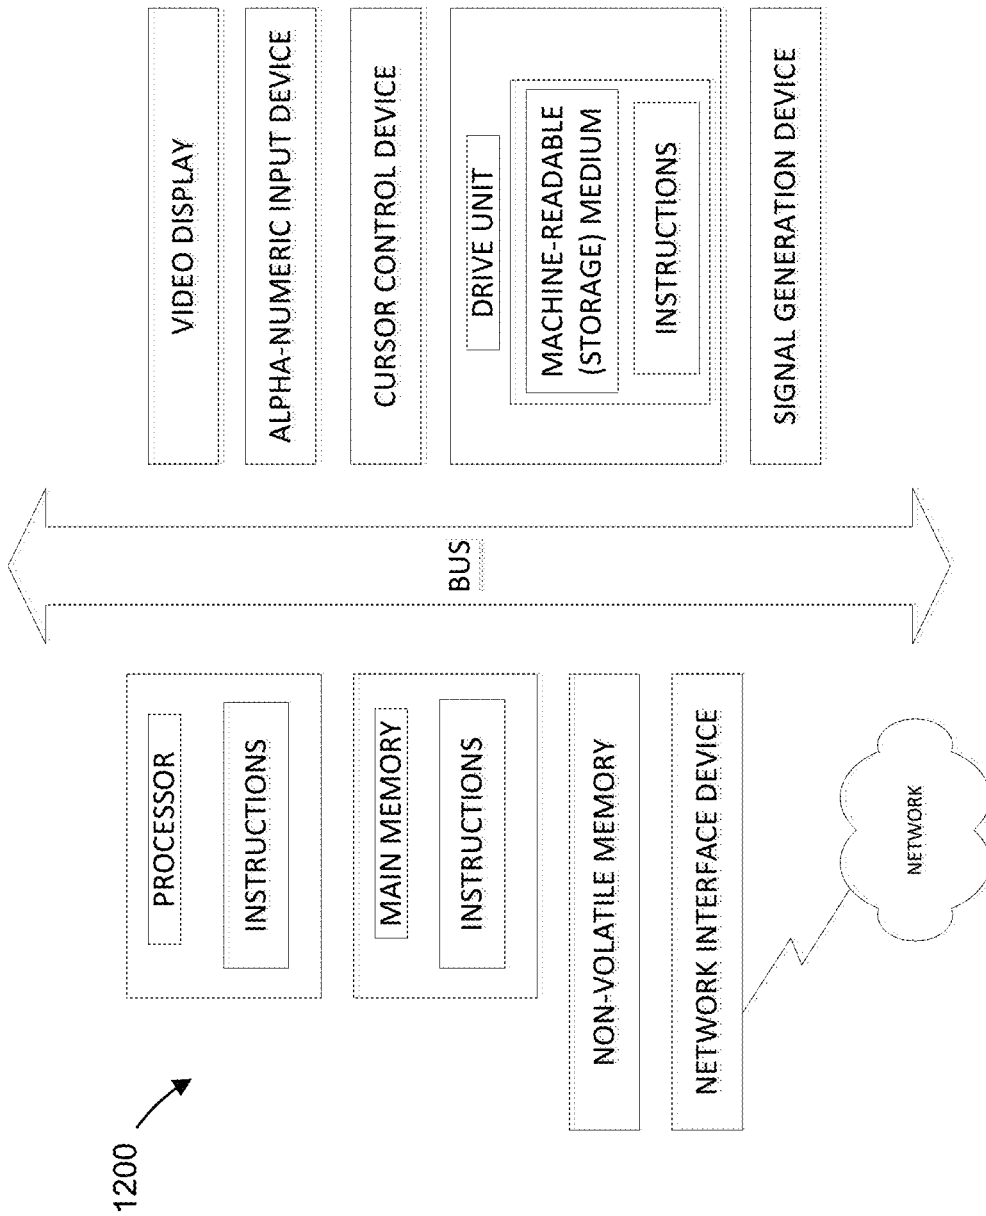 1200
PROCESSOR
INSTRUCTIONS
MAIN MEMORY
INSTRUCTIONS
NON-VOLATILE MEMORY
NETWORK INTERFACE DEVICE
NETWORK
BUS
VIDEO DISPLAY
ALPHA-NUMERIC INPUT DEVICE
CURSOR CONTROL DEVICE
DRIVE UNIT
MACHINE-READABLE
(STORAGE) MEDIUM
INSTRUCTIONS
SIGNAL GENERATION DEVICE